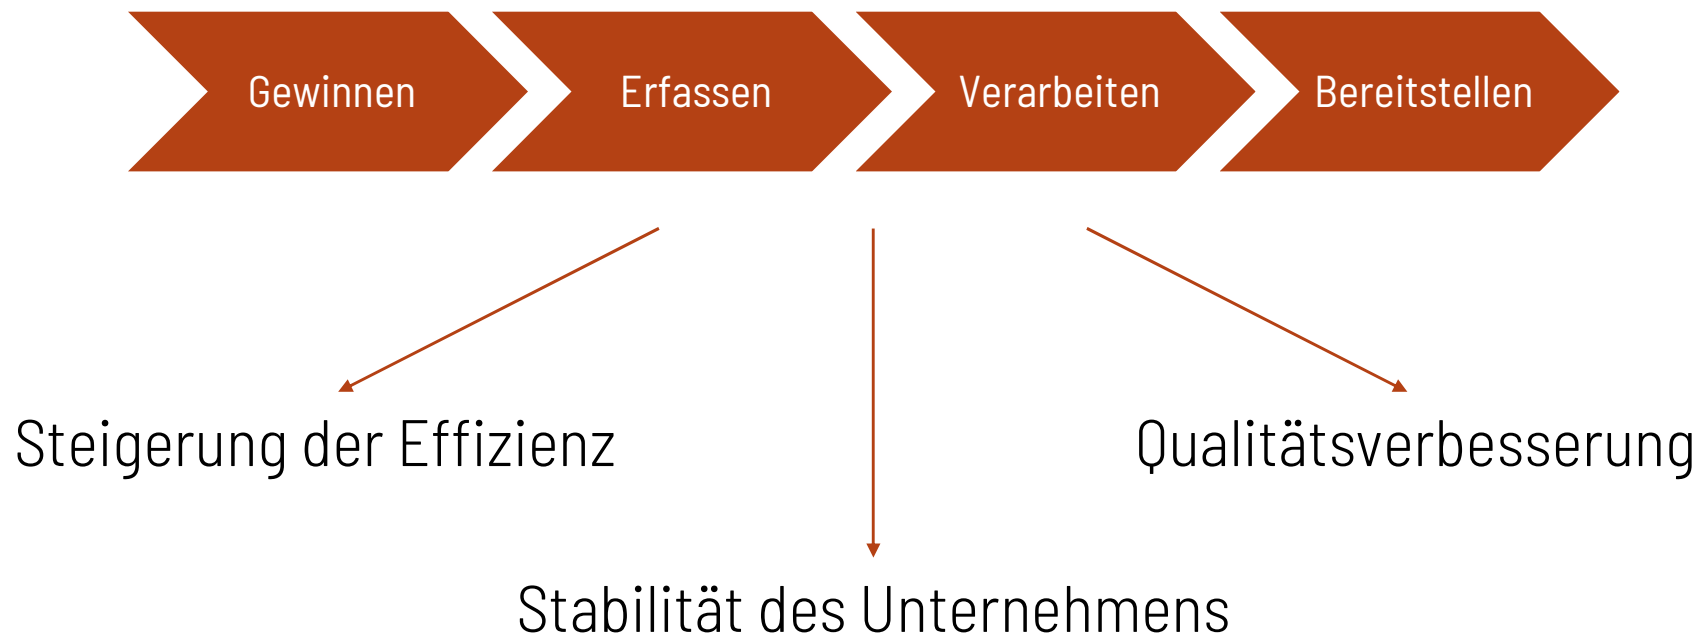 Gewinnen
Erfassen
Verarbeiten
Bereitstellen
Steigerung der Effizienz
Qualitätsverbesserung
Stabilität des Unternehmens